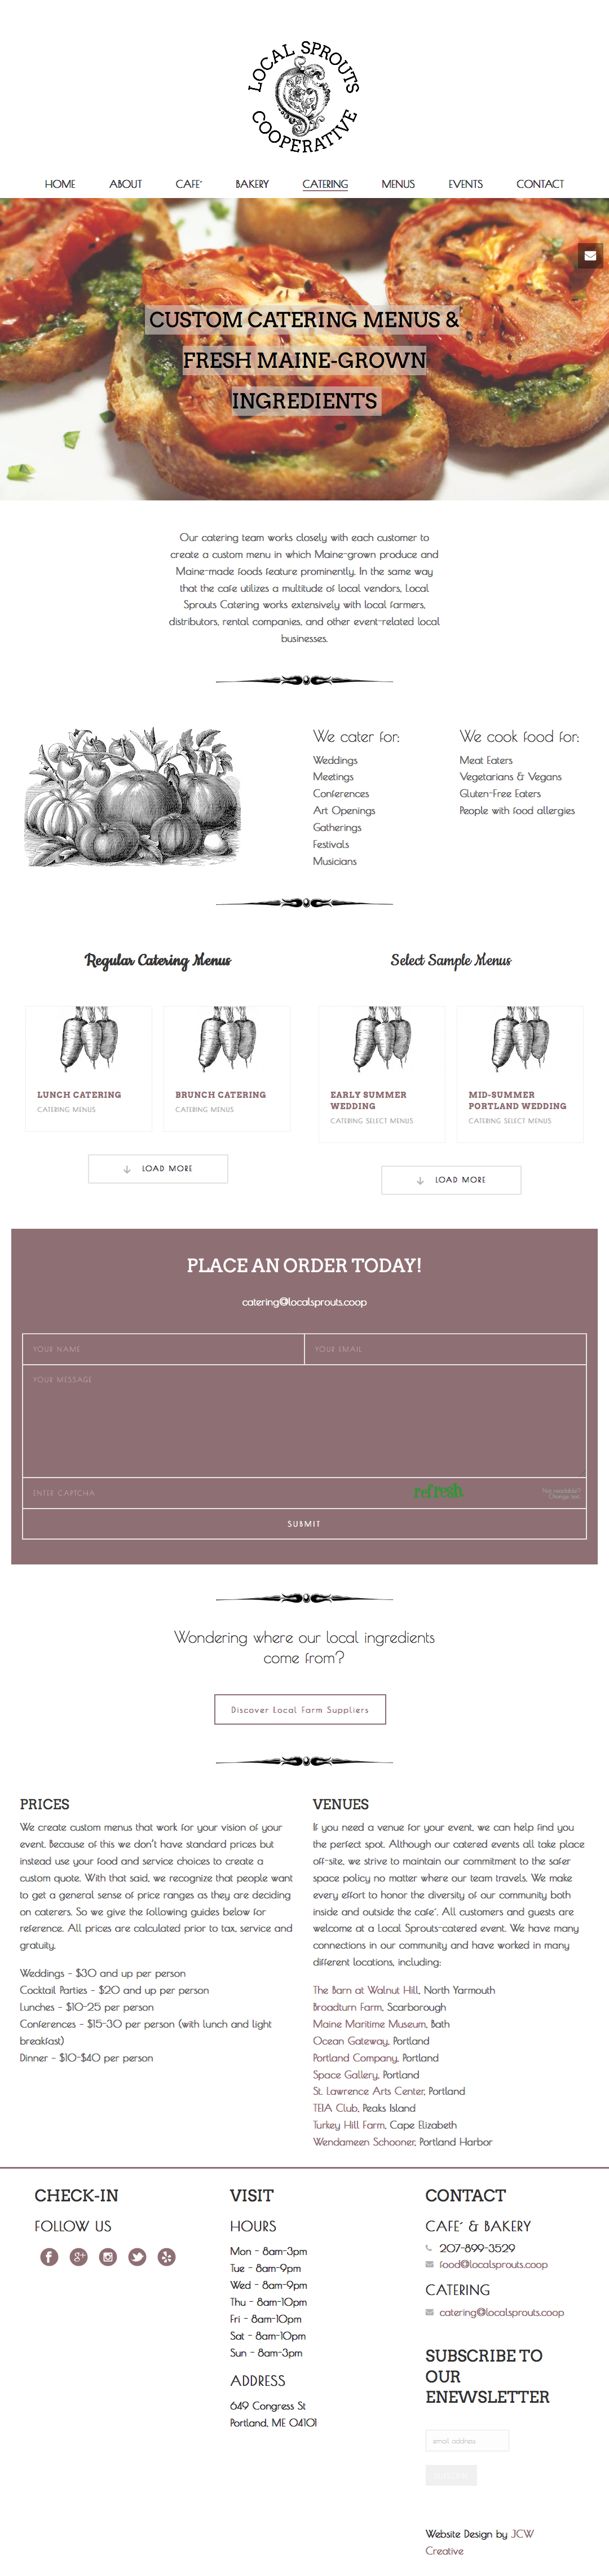 LOCAL SPROUTS
COOPERATIVE
HOME ABOUT CAFE´ BAKERY CATERING MENUS EVENTS CONTACT
CUSTOM CATERING MENUS &
FRESH MAINE-GROWN
INGREDIENTS
Our catering team works closely with each customer to
create a custom menu in which Maine-grown produce and
Maine-made foods feature prominently. In the same way
that the cafe utilizes a multitude of local vendors, Local
Sprouts Catering works extensively with local farmers,
distributors, rental companies, and other event-related local
businesses.
We cater for:
Weddings
Meetings
Conferences
Art Openings
Gatherings
Festivals
Musicians
We cook food for:
Meat Eaters
Vegetarians & Vegans
Gluten-Free Eaters
People with food allergies
Regular Catering Menus
LUNCH CATERING
CATERING MENUS
BRUNCH CATERING
CATERING MENUS
LOAD MORE
Select Sample Menus
EARLY SUMMER
WEDDING
CATERING SELECT MENUS
MID-SUMMER
PORTLAND WEDDING
CATERING SELECT MENUS
LOAD MORE
PLACE AN ORDER TODAY!
catering@localsprouts.coop
YOUR NAME
YOUR EMAIL
YOUR MESSAGE
ENTER CAPTCHA
refresh
Not readable?
Change text.
SUBMIT
Wondering where our local ingredients
come from?
Discover Local Farm Suppliers
PRICES
We create custom menus that work for your vision of your
event. Because of this we don't have standard prices but
instead use your food and service choices to create a
custom quote. With that said, we recognize that people want
to get a general sense of price ranges as they are deciding
on caterers. So we give the following guides below for
reference. All prices are calculated prior to tax, service and
gratuity.
Weddings – $30 and up per person
Cocktail Parties – $20 and up per person
Lunches – $10-25 per person
Conferences – $15-30 per person (with lunch and light
breakfast)
Dinner – $10-$40 per person
VENUES
If you need a venue for your event, we can help find you
the perfect spot. Although our catered events all take place
off-site, we strive to maintain our commitment to the safer
space policy no matter where our team travels. We make
every effort to honor the diversity of our community both
inside and outside the cafe´. All customers and guests are
welcome at a Local Sprouts-catered event. We have many
connections in our community and have worked in many
different locations, including:
The Barn at Walnut Hill, North Yarmouth
Broadturn Farm, Scarborough
Maine Maritime Museum, Bath
Ocean Gateway, Portland
Portland Company, Portland
Space Gallery, Portland
St. Lawrence Arts Center, Portland
TEIA Club, Peaks Island
Turkey Hill Farm, Cape Elizabeth
Wendameen Schooner, Portland Harbor
CHECK-IN
FOLLOW US
VISIT
HOURS
Mon – 8am-3pm
Tue – 8am-9pm
Wed – 8am-9pm
Thu – 8am-10pm
Fri – 8am-10pm
Sat – 8am-10pm
Sun – 8am-3pm
ADDRESS
649 Congress St
Portland, ME 04101
CONTACT
CAFE´ & BAKERY
207-899-3529
food@localsprouts.coop
CATERING
catering@localsprouts.coop
SUBSCRIBE TO
OUR
ENEWSLETTER
email address
Website Design by JCW
Creative